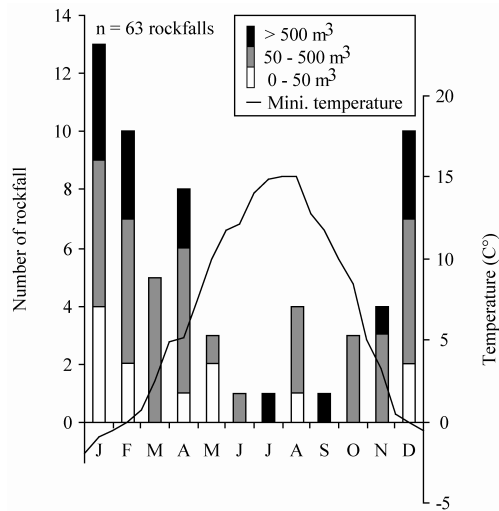 n = 63 rockfalls
> 500 m³
50 - 500 m³
0 - 50 m³
Mini. temperature
Number of rockfall
14
12
10
8
6
4
2
0
20
15
10
5
0
-5
Temperature (C°)
J F M A M J J A S O N D